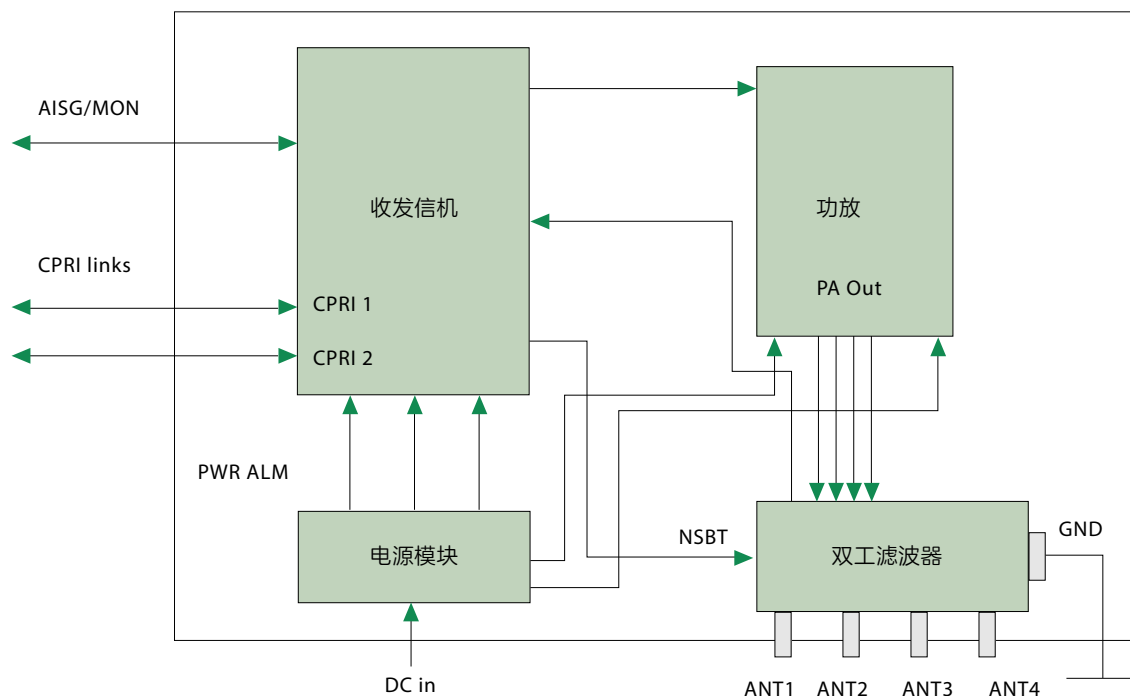 AISG/MON
收发信机
功放
CPRI links
CPRI 1
PA Out
CPRI 2
PWR ALM
电源模块
NSBT
双工滤波器
GND
DC in
ANT1
ANT2
ANT3
ANT4